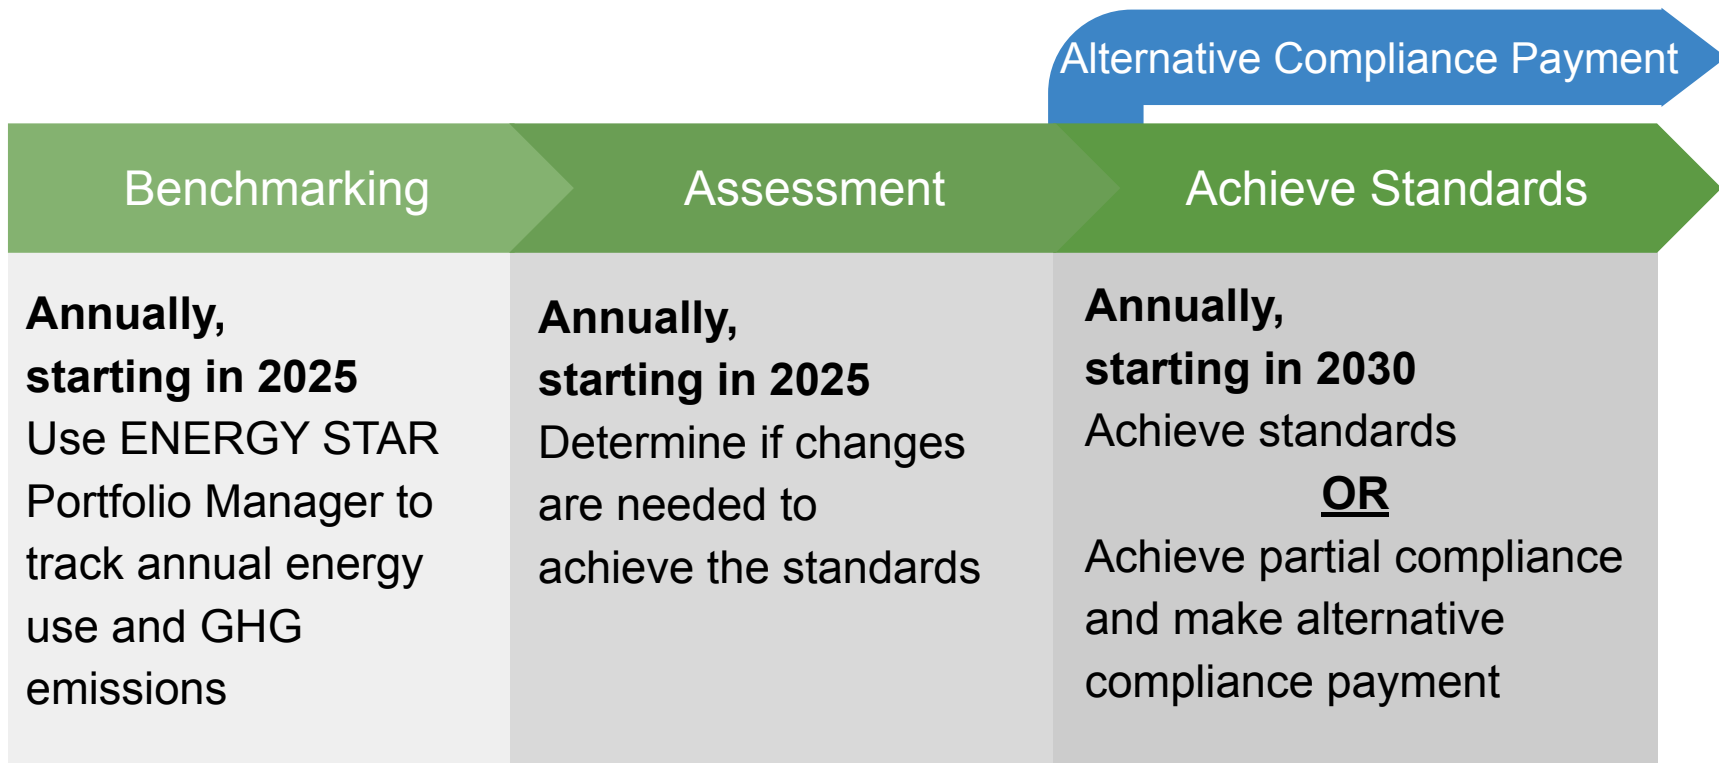 Alternative Compliance Payment
Benchmarking
Assessment
Achieve Standards
Annually,
starting in 2025
Use ENERGY STAR
Portfolio Manager to
track annual energy
use and GHG
emissions
Annually,
starting in 2025
Determine if changes
are needed to
achieve the standards
Annually,
starting in 2030
Achieve standards
OR
Achieve partial compliance
and make alternative
compliance payment